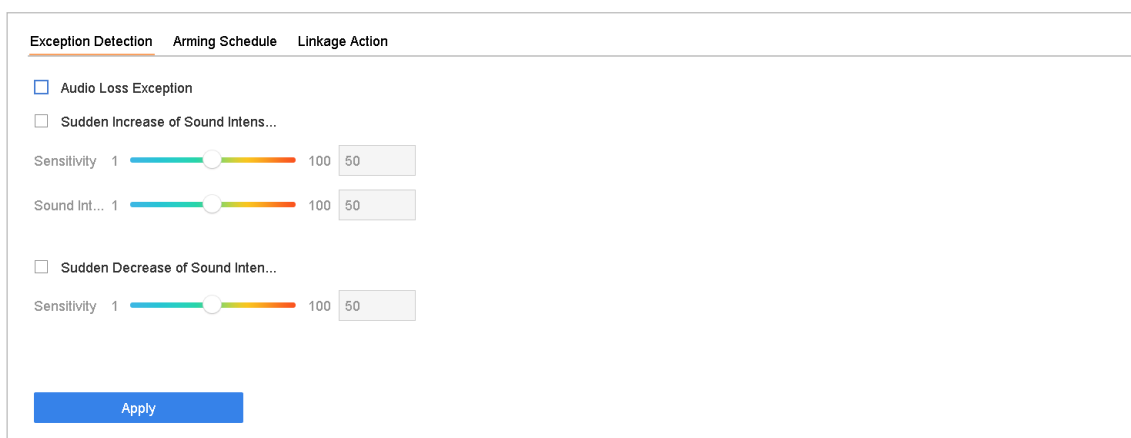 Exception Detection Arming Schedule Linkage Action
Audio Loss Exception
Sudden Increase of Sound Intens...
Sensitivity 1 100 50
Sound Int... 1 100 50
Sudden Decrease of Sound Inten...
Sensitivity 1 100 50
Apply